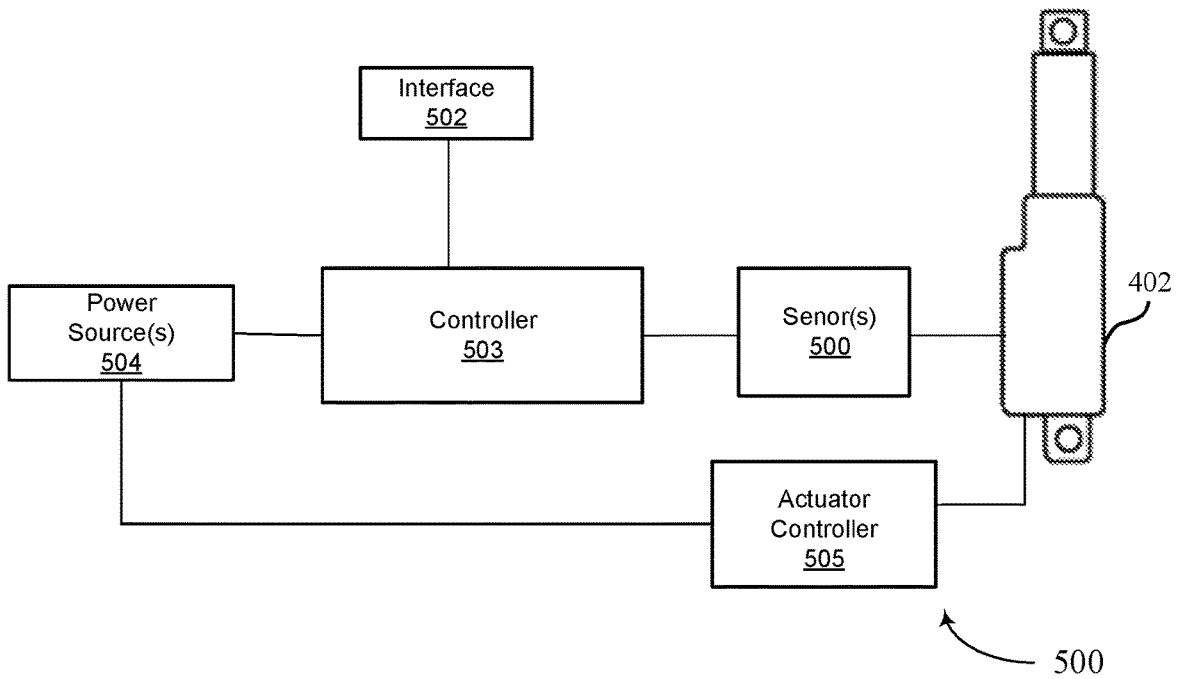 Interface
502
Power
Source(s)
504
Controller
503
Senor(s)
500
402
Actuator
Controller
505
500